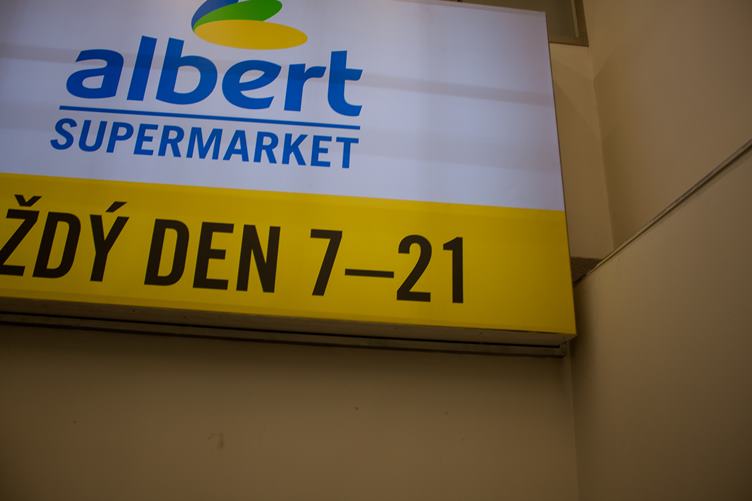 albert
SUPERMARKET
ŽDÝ DEN 7–21